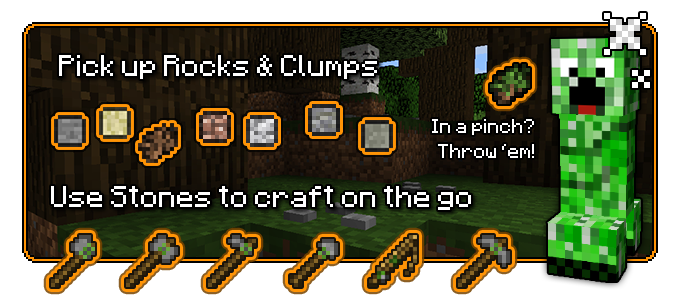 Pick up Rocks & Clumps
In a pinch?
Throw 'em!
Use Stones to craft on the go